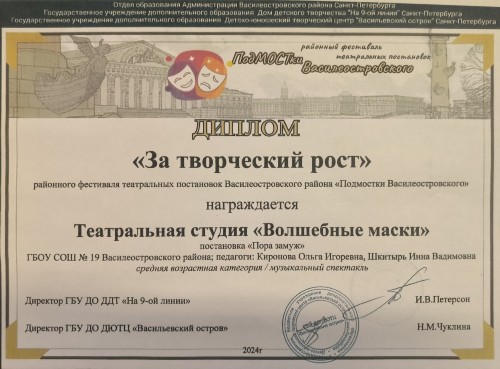 Отдел образования Администрации Василеостровского района Санкт-Петербурга
Государственное учреждение дополнительного образования Дом детского творчества "На 9-ой линии" Санкт-Петербурга
Государственное учреждение дополнительного образования Детско-юношеский творческий центр "Васильевский остров" Санкт-Петербурга
районный фестиваль
театральных постановок
ПодМОСТки
Василеостровского
ДИПЛОМ
«За творческий рост»
районного фестиваля театральных постановок Василеостровского района «Подмостки Василеостровского»
награждается
Театральная студия «Волшебные маски»
постановка «Пора замуж»
ГБОУ СОШ № 19 Василеостровского района; педагоги: Киронова Ольга Игоревна, Шкитырь Инна Вадимовна
средняя возрастная категория / музыкальный спектакль
Директор ГБУ ДО ДДТ «На 9-ой линии» И.В.Петерсон
Директор ГБУ ДО ДЮТЦ «Васильевский остров» Н.М.Чуклина
2024г